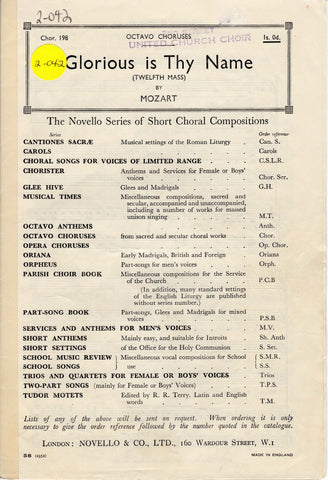 2-042
Chor. 198
OCTAVO CHORUSES
1s. 0d.
UNITED CHURCH CHOIR
2-042
Glorious is Thy Name
(TWELFTH MASS)
BY
MOZART
The Novello Series of Short Choral Compositions
Series
Order reference
CANTIONES SACRÆ Musical settings of the Roman Liturgy . Can. S.
CAROLS . . . . Carols
CHORAL SONGS FOR VOICES OF LIMITED RANGE . . C.S.L.R.
CHORISTER Anthems and Services for Female or Boys'
voices . . . Chor. Ser.
GLEE HIVE Glees and Madrigals . . . G.H.
MUSICAL TIMES Miscellaneous compositions, sacred and
secular, accompanied and unaccompanied,
including a number of works for massed
unison singing . . . M.T.
OCTAVO ANTHEMS . . . . Anth.
OCTAVO CHORUSES from sacred and secular choral works . Chor.
OPERA CHORUSES . . . . Op. Chor.
ORIANA Early Madrigals, British and Foreign . Oriana
ORPHEUS Part-songs for men's voices . . Orph.
PARISH CHOIR BOOK Miscellaneous compositions for the Service
of the Church . . . P.C.B
(In addition, many standard settings
of the English Liturgy are published
without series number.)
PART-SONG BOOK Part-songs, Glees and Madrigals for mixed
voices . . . P.S.B.
SERVICES AND ANTHEMS FOR MEN'S VOICES . . M.V.
SHORT ANTHEMS Mainly easy, and suitable for Introits . Sh. Anth
SHORT SETTINGS of the Office for the Holy Communion . S. Set.
SCHOOL MUSIC REVIEW } Miscellaneous vocal compositions for School { S.M.R.
SCHOOL SONGS } use . . . { S.S.
TRIOS AND QUARTETS FOR FEMALE OR BOYS' VOICES . Trios
TWO-PART SONGS (mainly for Female or Boys' Voices) . . T.P.S.
TUDOR MOTETS Edited by R. R. Terry. Latin and English
words . . . T.M.
Lists of any of the above will be sent on request. When ordering it is only
necessary to give the order reference followed by the number quoted in the catalogue.
LONDON: NOVELLO & CO., LTD., 160 WARDOUR STREET, W.1
MADE IN ENGLAND